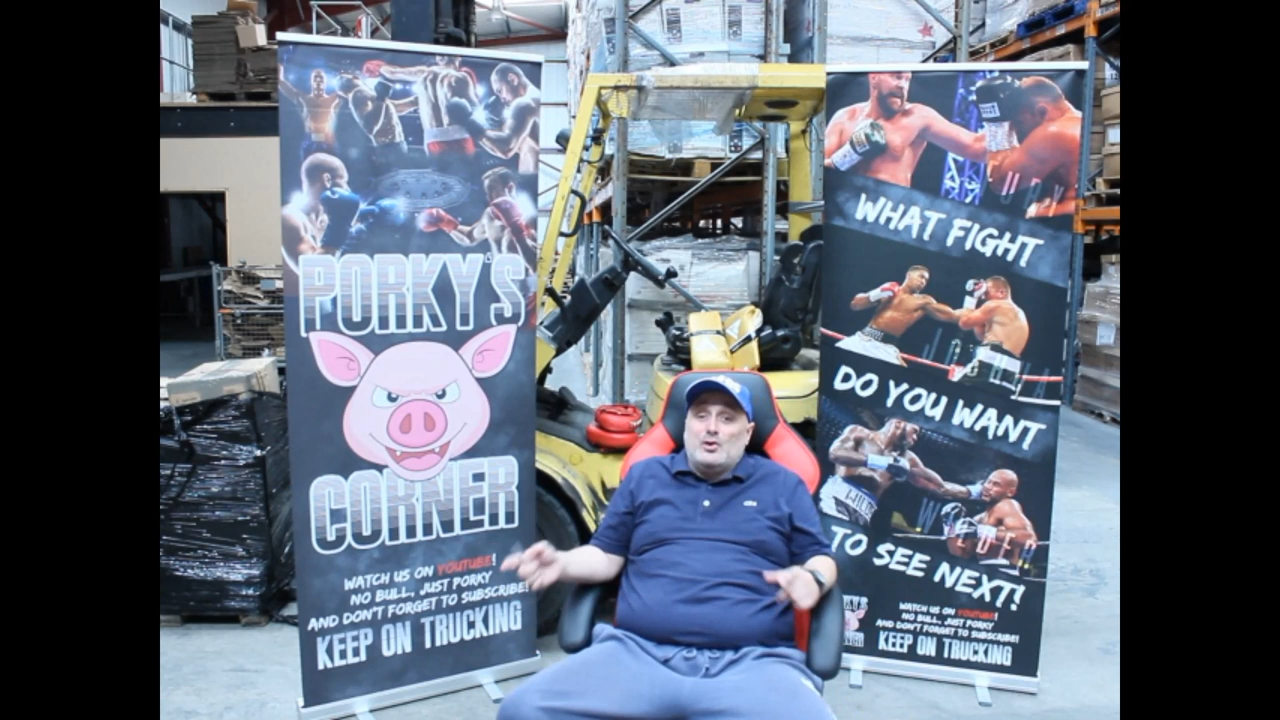 PORKY'S
CORNER
WATCH US ON YOUTUBE!
NO BULL, JUST PORKY
AND DON'T FORGET TO SUBSCRIBE!
KEEP ON TRUCKING
WHAT FIGHT
DO YOU WANT
TO SEE NEXT!
WATCH US ON YOUTUBE!
NO BULL, JUST PORKY
AND DON'T FORGET TO SUBSCRIBE!
KEEP ON TRUCKING